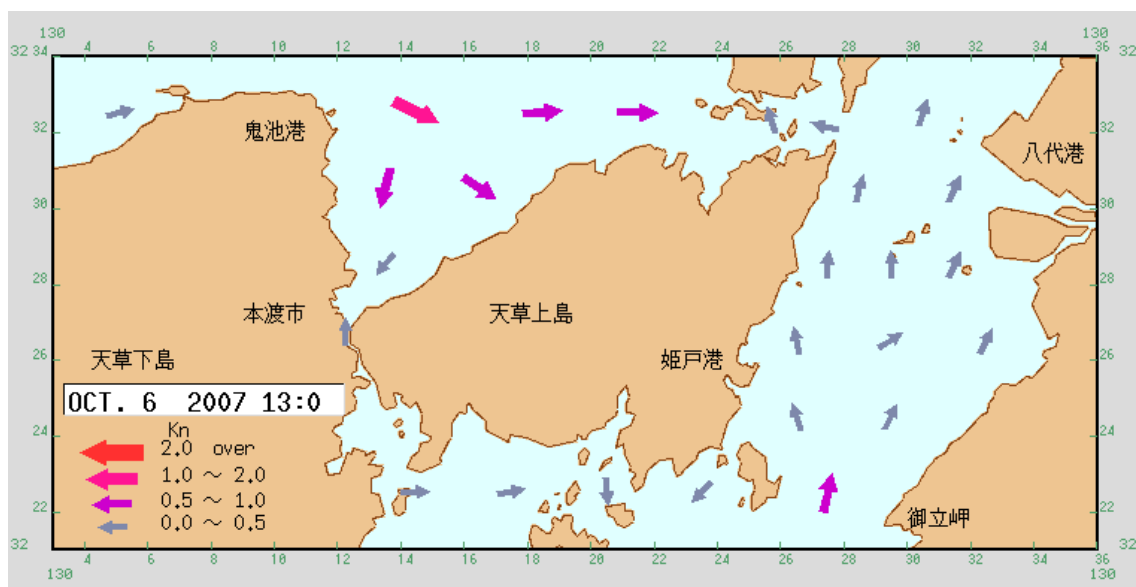 130 130
32 34 4 6 8 10 12 14 16 18 20 22 24 26 28 30 32 34 36 32
32 鬼池港 32
八代港
30 30
28 28
本渡市 天草上島
26 天草下島 姫戸港 26
OCT. 6 2007 13:0
24 Kn 24
2.0 over
1.0 ～ 2.0
22 0.5 ～ 1.0 22
0.0 ～ 0.5 御立岬
32 4 6 8 10 12 14 16 18 20 22 24 26 28 30 32 34 32
130 130